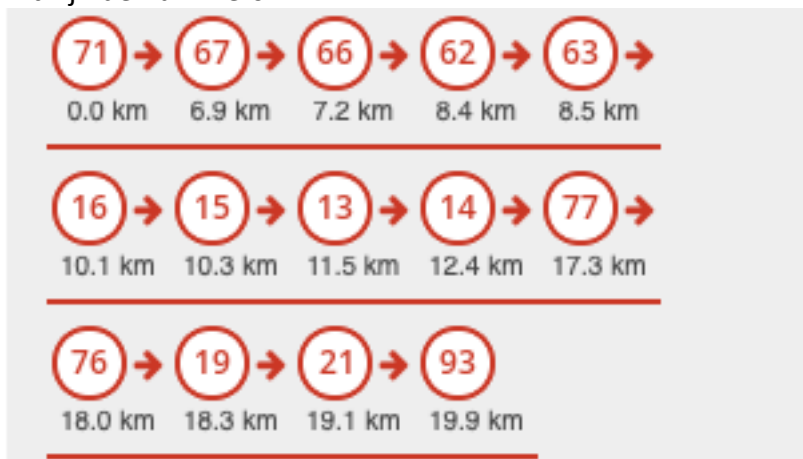 71 → 67 → 66 → 62 → 63 →
0.0 km 6.9 km 7.2 km 8.4 km 8.5 km
16 → 15 → 13 → 14 → 77 →
10.1 km 10.3 km 11.5 km 12.4 km 17.3 km
76 → 19 → 21 → 93
18.0 km 18.3 km 19.1 km 19.9 km